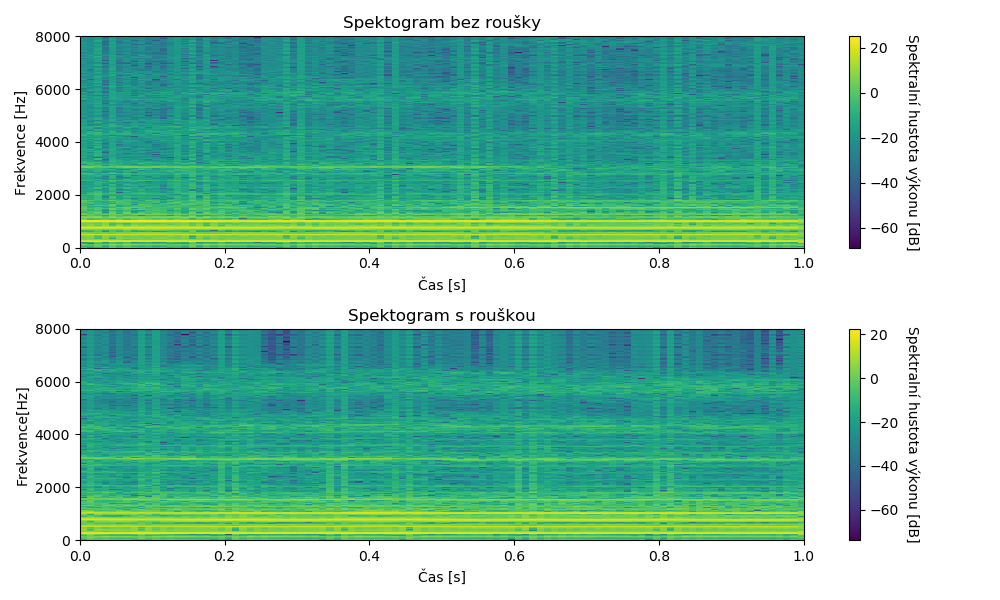 Spektogram bez roušky
8000
6000
4000
2000
0
Frekvence [Hz]
0.0 0.2 0.4 0.6 0.8 1.0
Čas [s]
20
0
−20
−40
−60
Spektralní hustota výkonu [dB]
Spektogram s rouškou
8000
6000
4000
2000
0
Frekvence[Hz]
0.0 0.2 0.4 0.6 0.8 1.0
Čas [s]
20
0
−20
−40
−60
Spektralní hustota výkonu [dB]